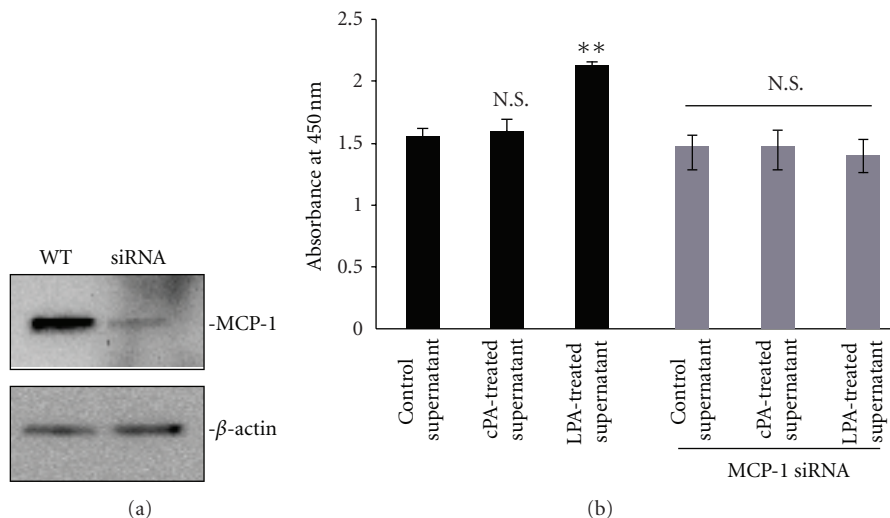 WT siRNA
-MCP-1
-β-actin
(a)
2.5
2
1.5
1
0.5
0
Absorbance at 450 nm
N.S.
**
N.S.
Control
supernatant
cPA-treated
supernatant
LPA-treated
supernatant
Control
supernatant
cPA-treated
supernatant
LPA-treated
supernatant
MCP-1 siRNA
(b)